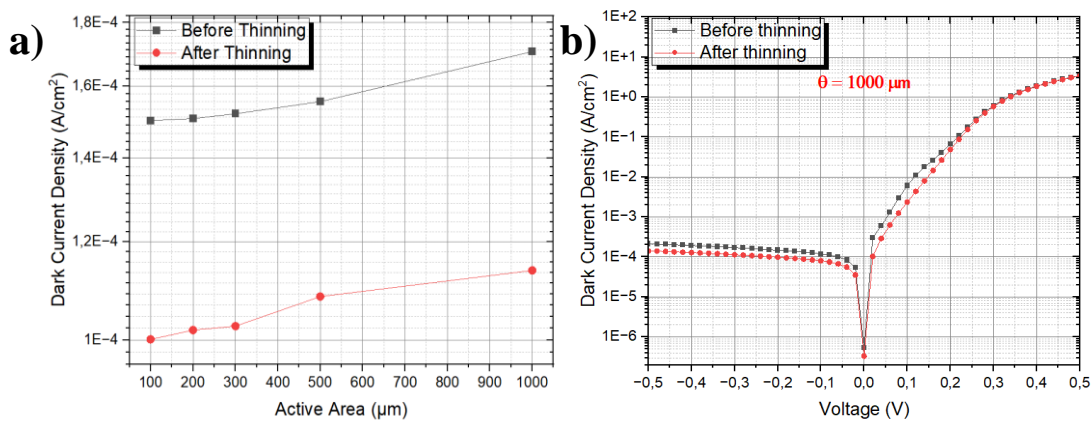 a)
Before Thinning
After Thinning
Dark Current Density (A/cm²)
1,8E−4
1,6E−4
1,4E−4
1,2E−4
1E−4
100 200 300 400 500 600 700 800 900 1000
Active Area (µm)
b)
Before thinning
After thinning
θ = 1000 µm
Dark Current Density (A/cm²)
1E+2
1E+1
1E+0
1E−1
1E−2
1E−3
1E−4
1E−5
1E−6
−0,5 −0,4 −0,3 −0,2 −0,1 0,0 0,1 0,2 0,3 0,4 0,5
Voltage (V)